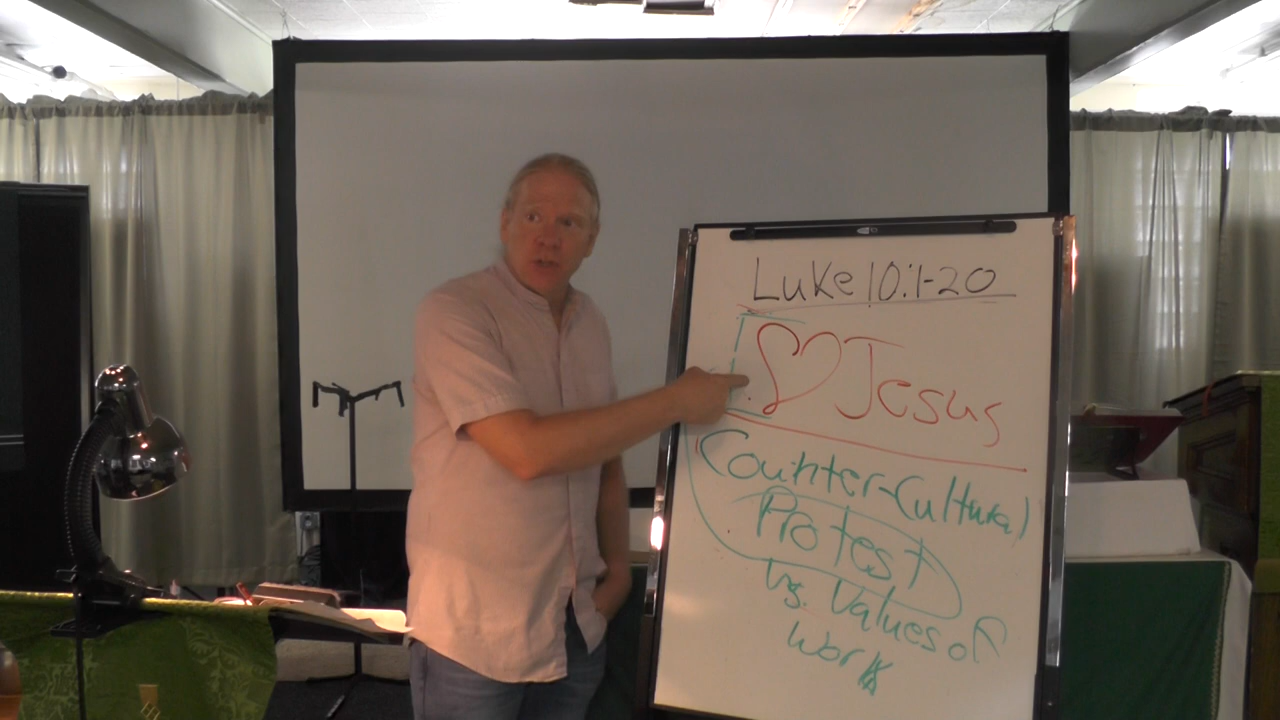 Luke 10:1-20
♡ Jesus
Counter-Cultural
Protest
vs. Values of
Work